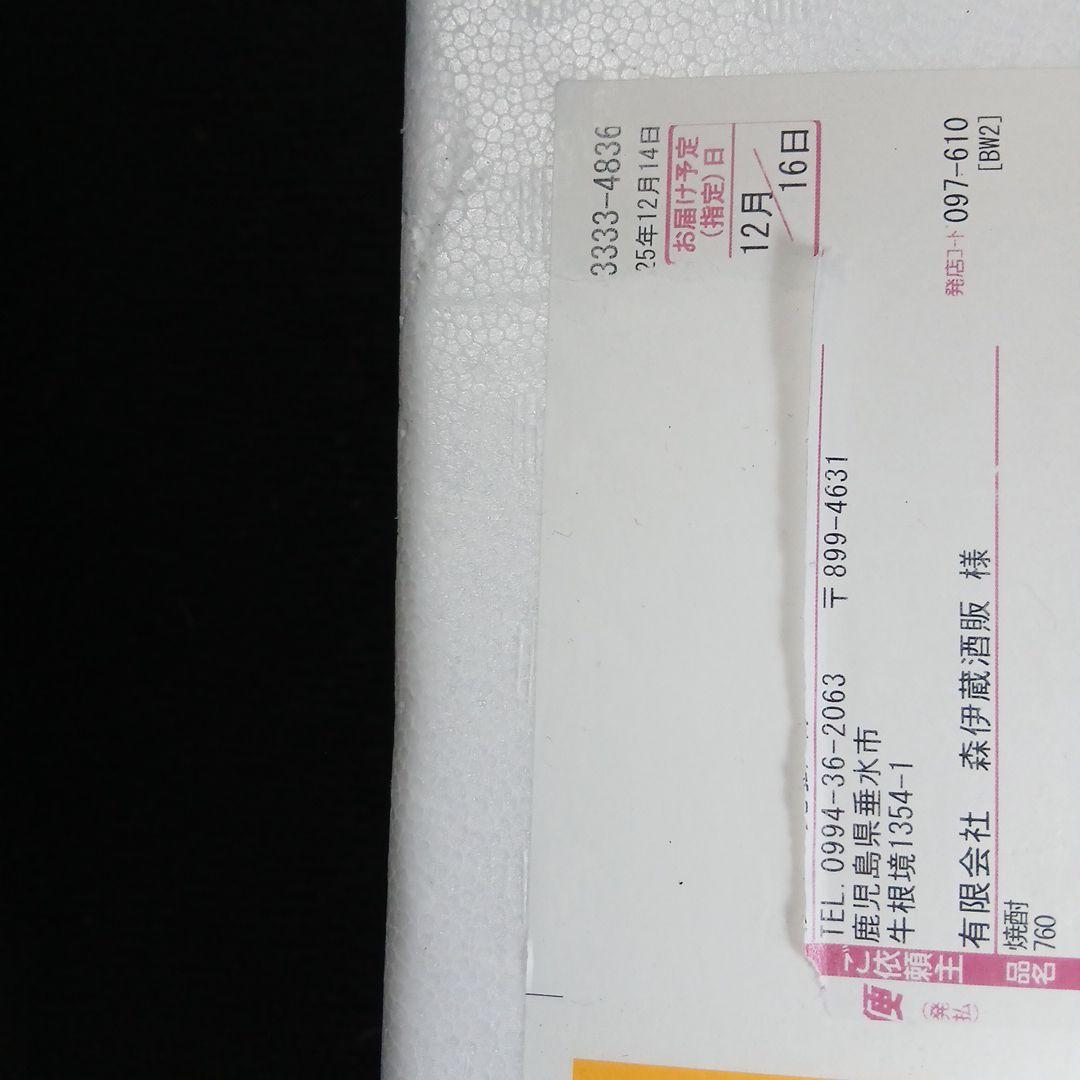 3333-4836
25年12月14日
お届け予定
(指定)日
12月
16日
TEL. 0994-36-2063 〒899-4631
鹿児島県垂水市
牛根境1354-1
有限会社 森伊蔵酒販 様
発店コード 097-610
[BW2]
ご依頼主
焼酎
760
品名
便
(発払)